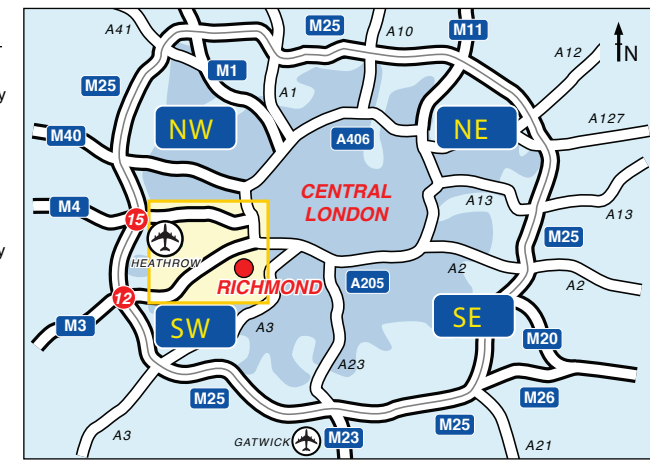 A41
M25
A10
M11
N
A12
M1
M25
A1
A127
NW
A406
NE
M40
CENTRAL
LONDON
A13
A13
M4
15
M25
HEATHROW
RICHMOND
A205
A2
A2
12
M3
SW
A3
SE
M20
A23
M25
M26
M25
A3
GATWICK
M23
A21
y
y